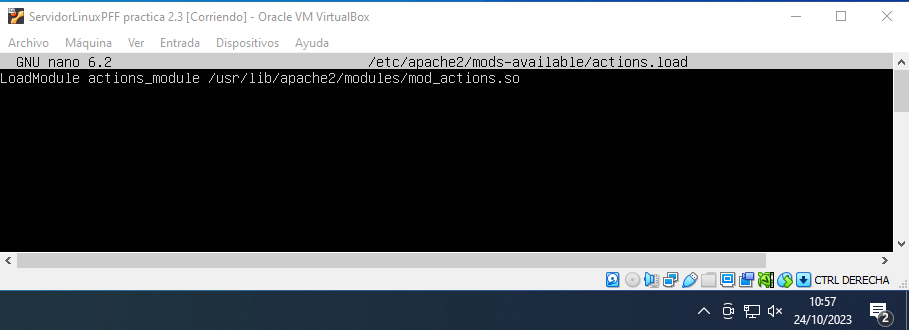 ServidorLinuxPFF practica 2.3 [Corriendo] - Oracle VM VirtualBox
Archivo Máquina Ver Entrada Dispositivos Ayuda
GNU nano 6.2 /etc/apache2/mods-available/actions.load
LoadModule actions_module /usr/lib/apache2/modules/mod_actions.so
CTRL DERECHA
10:57
24/10/2023
2